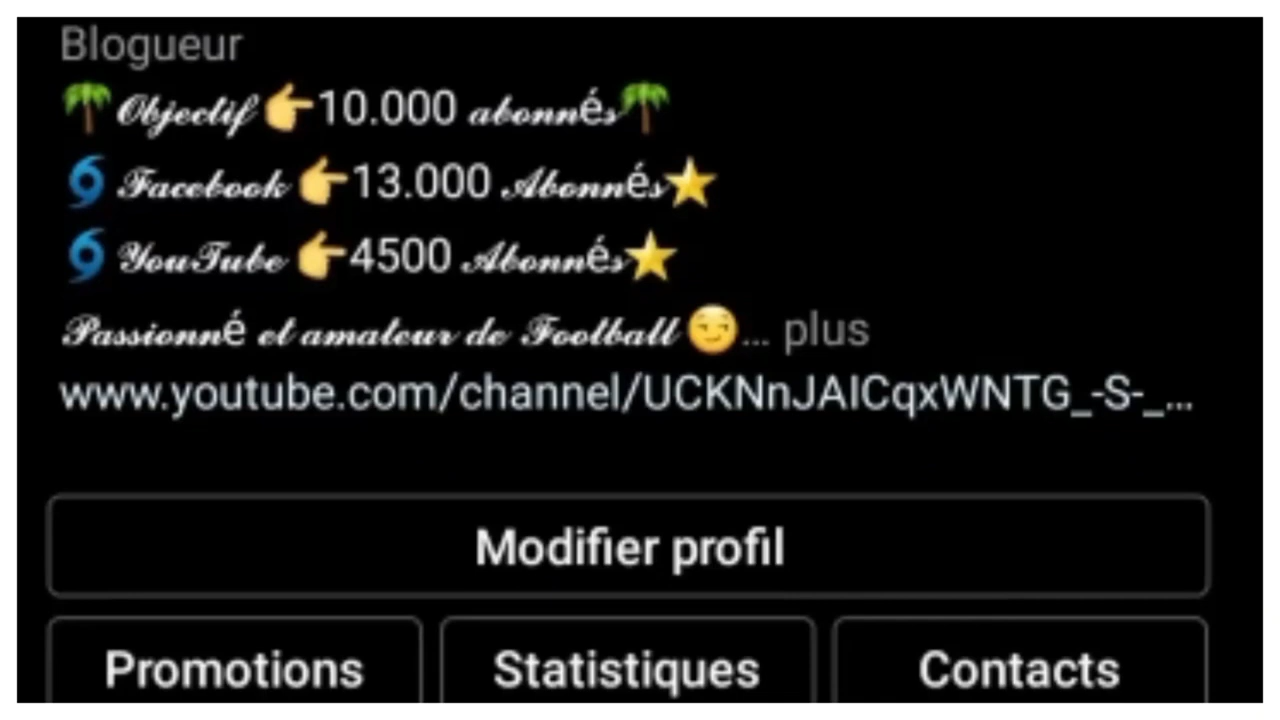 Blogueur
🌴𝓞𝓫𝓳𝓮𝓬𝓽𝓲𝓯 👉10.000 𝓪𝓫𝓸𝓷𝓷é𝓼🌴
🌀 𝓕𝓪𝓬𝓮𝓫𝓸𝓸𝓴 👉13.000 𝓐𝓫𝓸𝓷𝓷é𝓼⭐
🌀 𝓨𝓸𝓾𝓣𝓾𝓫𝓮 👉4500 𝓐𝓫𝓸𝓷𝓷é𝓼⭐
𝓟𝓪𝓼𝓼𝓲𝓸𝓷𝓷é 𝓮𝓽 𝓪𝓶𝓪𝓽𝓮𝓾𝓻 𝓭𝓮 𝓕𝓸𝓸𝓽𝓫𝓪𝓵𝓵 😏... plus
www.youtube.com/channel/UCKNnJAICqxWNTG_-S-_...
Modifier profil
Promotions Statistiques Contacts